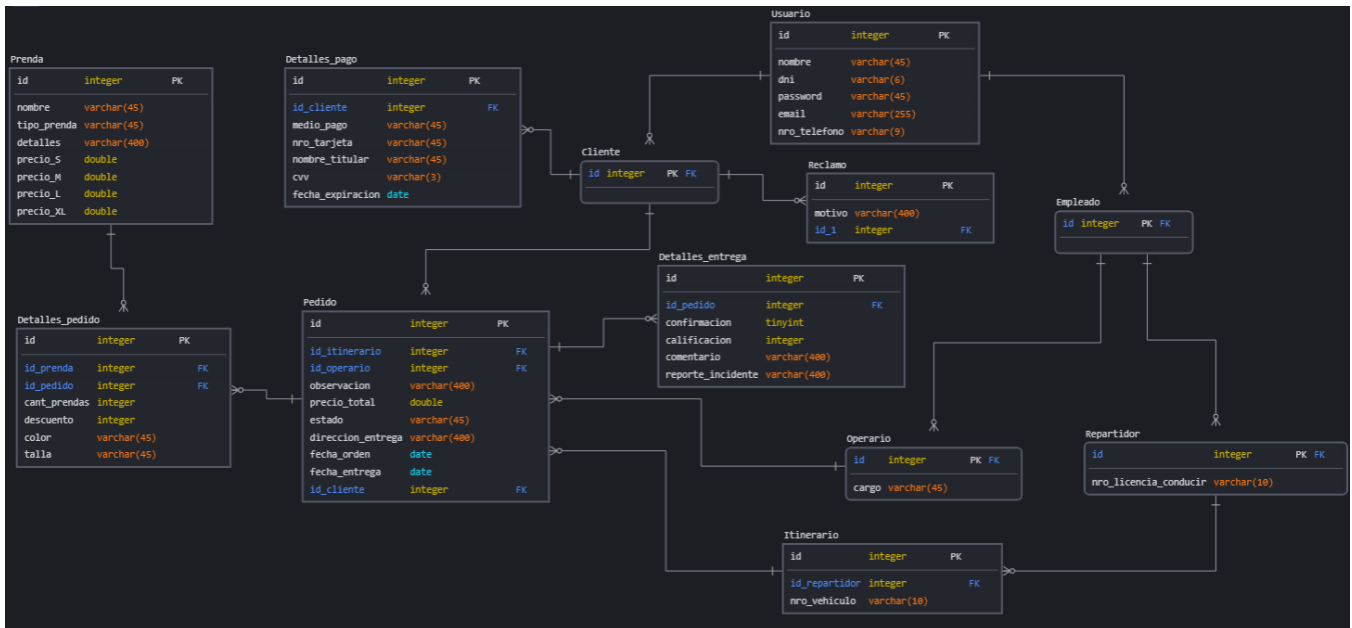 Usuario
id integer PK
nombre varchar(45)
dni varchar(6)
password varchar(45)
email varchar(255)
nro_telefono varchar(9)
Prenda
id integer PK
nombre varchar(45)
tipo_prenda varchar(45)
detalles varchar(400)
precio_S double
precio_M double
precio_L double
precio_XL double
Detalles_pago
id integer PK
id_cliente integer FK
medio_pago varchar(45)
nro_tarjeta varchar(45)
nombre_titular varchar(45)
cvv varchar(3)
fecha_expiracion date
Cliente
id integer PK FK
Reclamo
id integer PK
motivo varchar(400)
id_1 integer FK
Empleado
id integer PK FK
Detalles_entrega
id integer PK
id_pedido integer FK
confirmacion tinyint
calificacion integer
comentario varchar(400)
reporte_incidente varchar(400)
Pedido
id integer PK
id_itinerario integer FK
id_operario integer FK
observacion varchar(400)
precio_total double
estado varchar(45)
direccion_entrega varchar(400)
fecha_orden date
fecha_entrega date
id_cliente integer FK
Detalles_pedido
id integer PK
id_prenda integer FK
id_pedido integer FK
cant_prendas integer
descuento integer
color varchar(45)
talla varchar(45)
Operario
id integer PK FK
cargo varchar(45)
Repartidor
id integer PK FK
nro_licencia_conducir varchar(10)
Itinerario
id integer PK
id_repartidor integer FK
nro_vehiculo varchar(10)